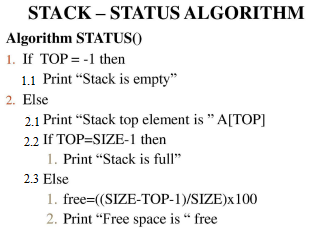 STACK – STATUS ALGORITHM
Algorithm STATUS()
1. If TOP = -1 then
1.1 Print “Stack is empty”
2. Else
2.1 Print “Stack top element is ” A[TOP]
2.2 If TOP=SIZE-1 then
1. Print “Stack is full”
2.3 Else
1. free=((SIZE-TOP-1)/SIZE)x100
2. Print “Free space is “ free